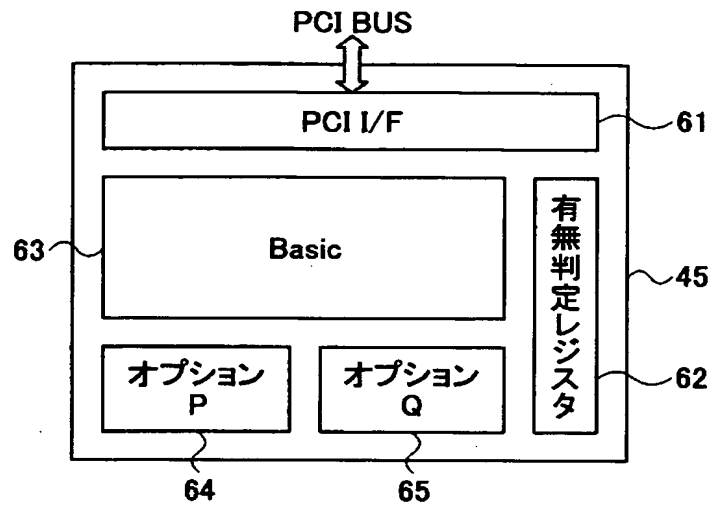 PCI BUS
PCI I/F
61
63
Basic
有無判定レジスタ
45
オプション
P
オプション
Q
62
64
65